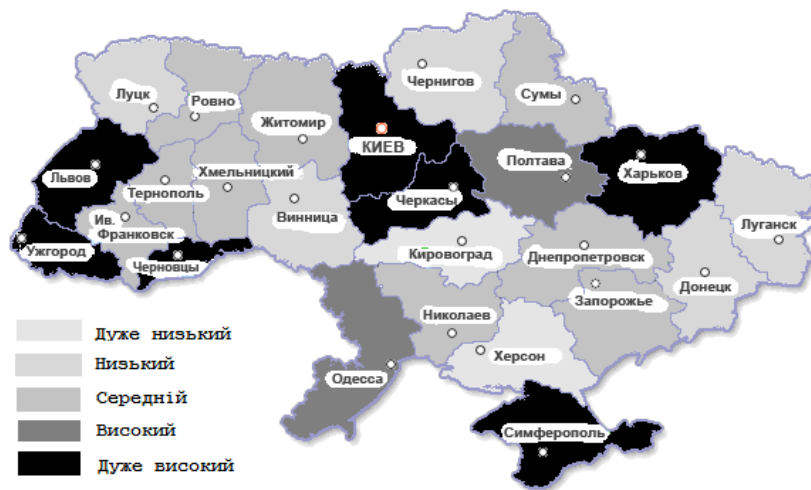 Чернигов
Луцк
Ровно
Сумы
Житомир
КИЕВ
Полтава
Харьков
Львов
Хмельницкий
Тернополь
Черкасы
Винница
Луганск
Ив.
Франковск
Ужгород
Черновцы
Кировоград
Днепропетровск
Донецк
Запорожье
Николаев
Херсон
Одесса
Симферополь
Дуже низький
Низький
Середній
Високий
Дуже високий